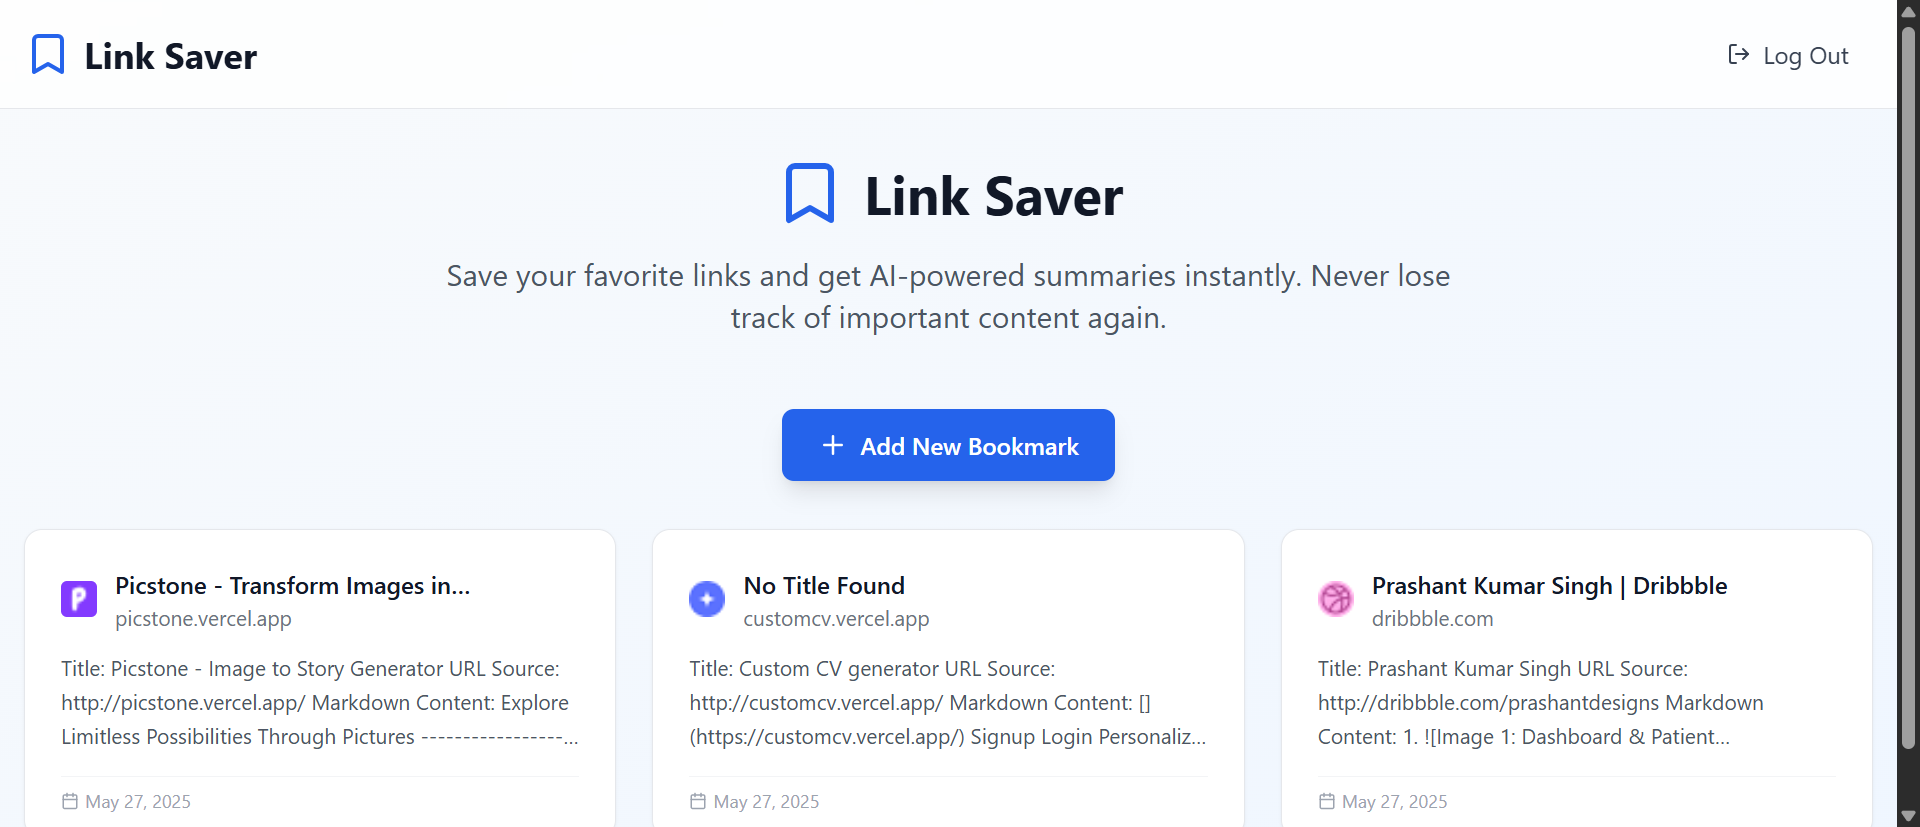 Link Saver
Log Out
Link Saver
Save your favorite links and get AI-powered summaries instantly. Never lose
track of important content again.
+ Add New Bookmark
Picstone - Transform Images in...
picstone.vercel.app
Title: Picstone - Image to Story Generator URL Source:
http://picstone.vercel.app/ Markdown Content: Explore
Limitless Possibilities Through Pictures -----------------...
May 27, 2025
No Title Found
customcv.vercel.app
Title: Custom CV generator URL Source:
http://customcv.vercel.app/ Markdown Content: []
(https://customcv.vercel.app/) Signup Login Personaliz...
May 27, 2025
Prashant Kumar Singh | Dribbble
dribbble.com
Title: Prashant Kumar Singh URL Source:
http://dribbble.com/prashantdesigns Markdown
Content: 1. ![Image 1: Dashboard & Patient...
May 27, 2025